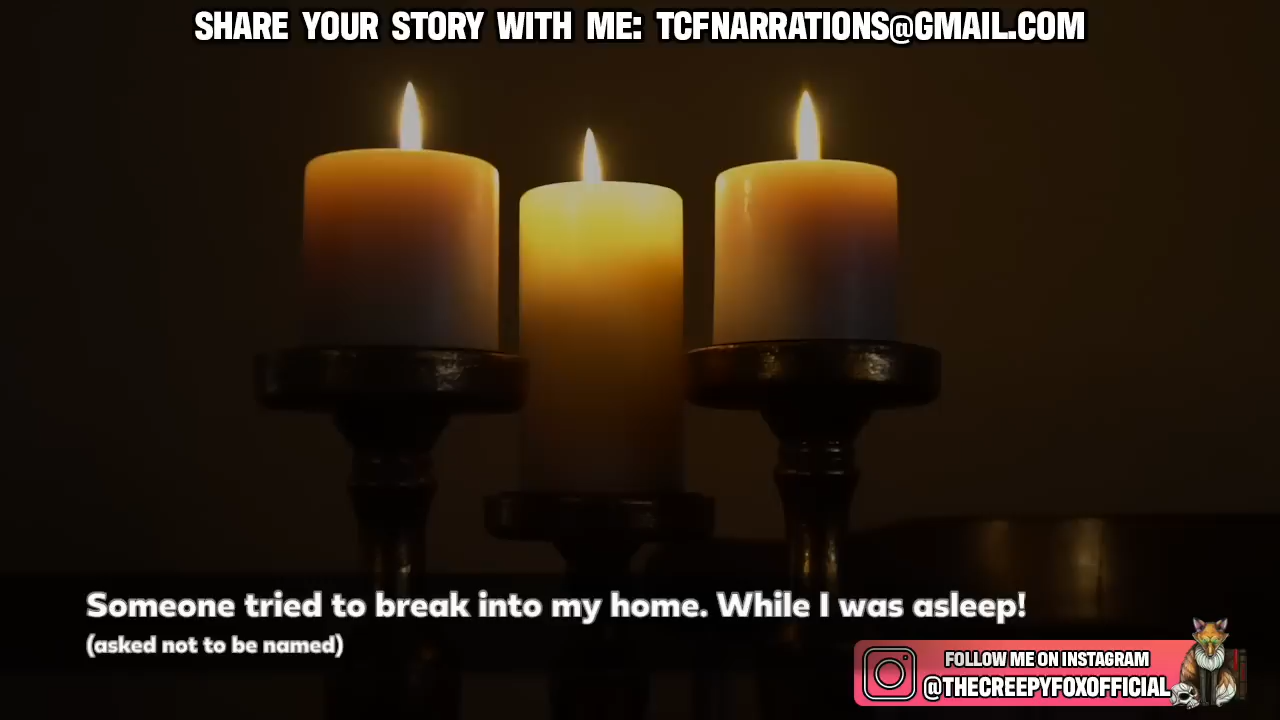 SHARE YOUR STORY WITH ME: TCFNARRATIONS@GMAIL.COM
Someone tried to break into my home. While I was asleep!
(asked not to be named)
FOLLOW ME ON INSTAGRAM
@THECREEPYFOXOFFICIAL